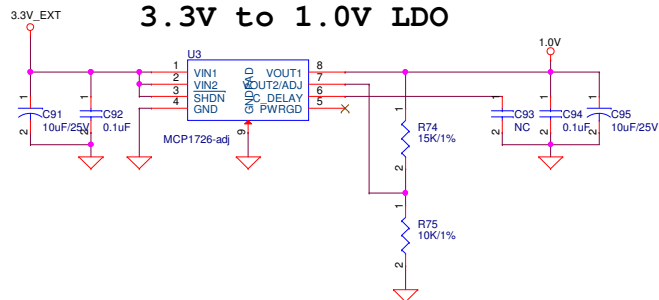 3.3V to 1.0V LDO
3.3V_EXT
1.0V
U3
1 VIN1 VOUT1 8
2 VIN2 VOUT2/ADJ 7
3 SHDN C_DELAY 6
4 GND PWRGD 5
GNDPAD
9
MCP1726-adj
1
C91
10uF/25V
2
1
C92
0.1uF
2
1
R74
15K/1%
2
1
R75
10K/1%
2
1
C93
NC
2
1
C94
0.1uF
2
1
C95
10uF/25V
2